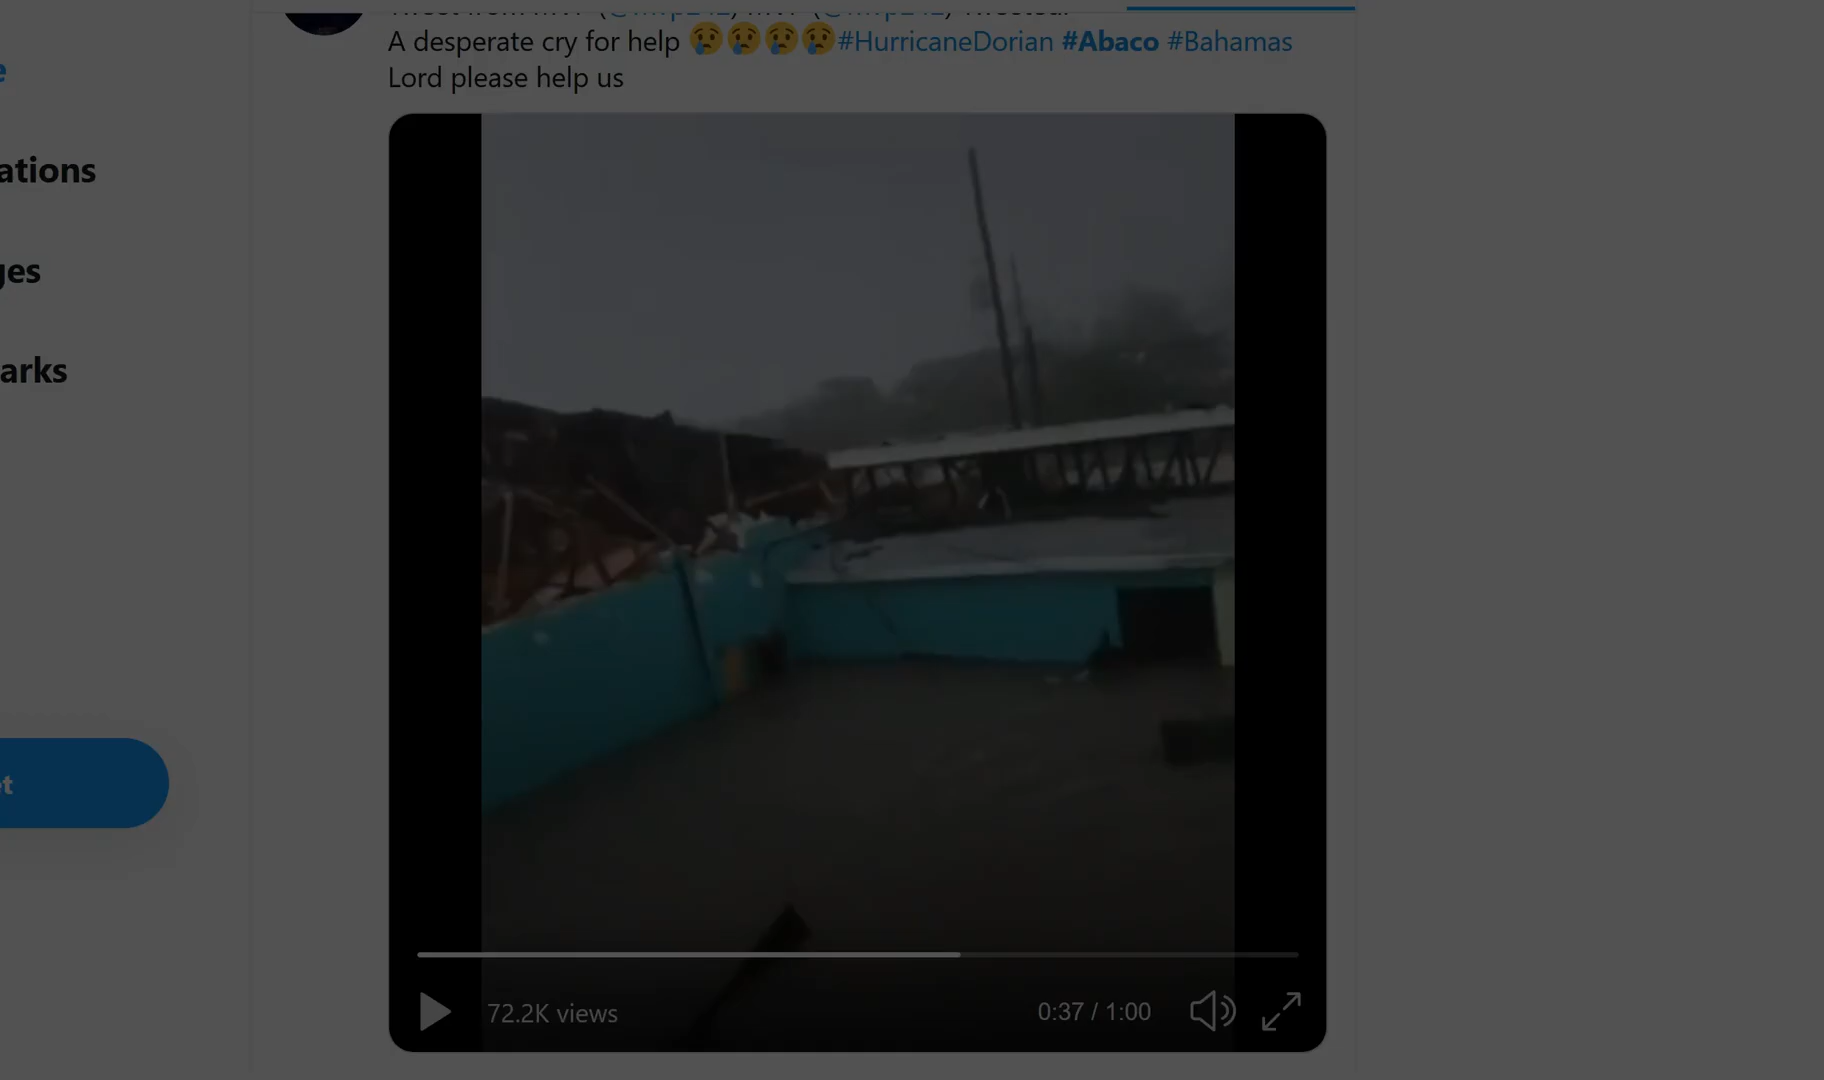 A desperate cry for help 😢😢😢😢#HurricaneDorian #Abaco #Bahamas
Lord please help us
ations
ges
arks
72.2K views
0:37 / 1:00